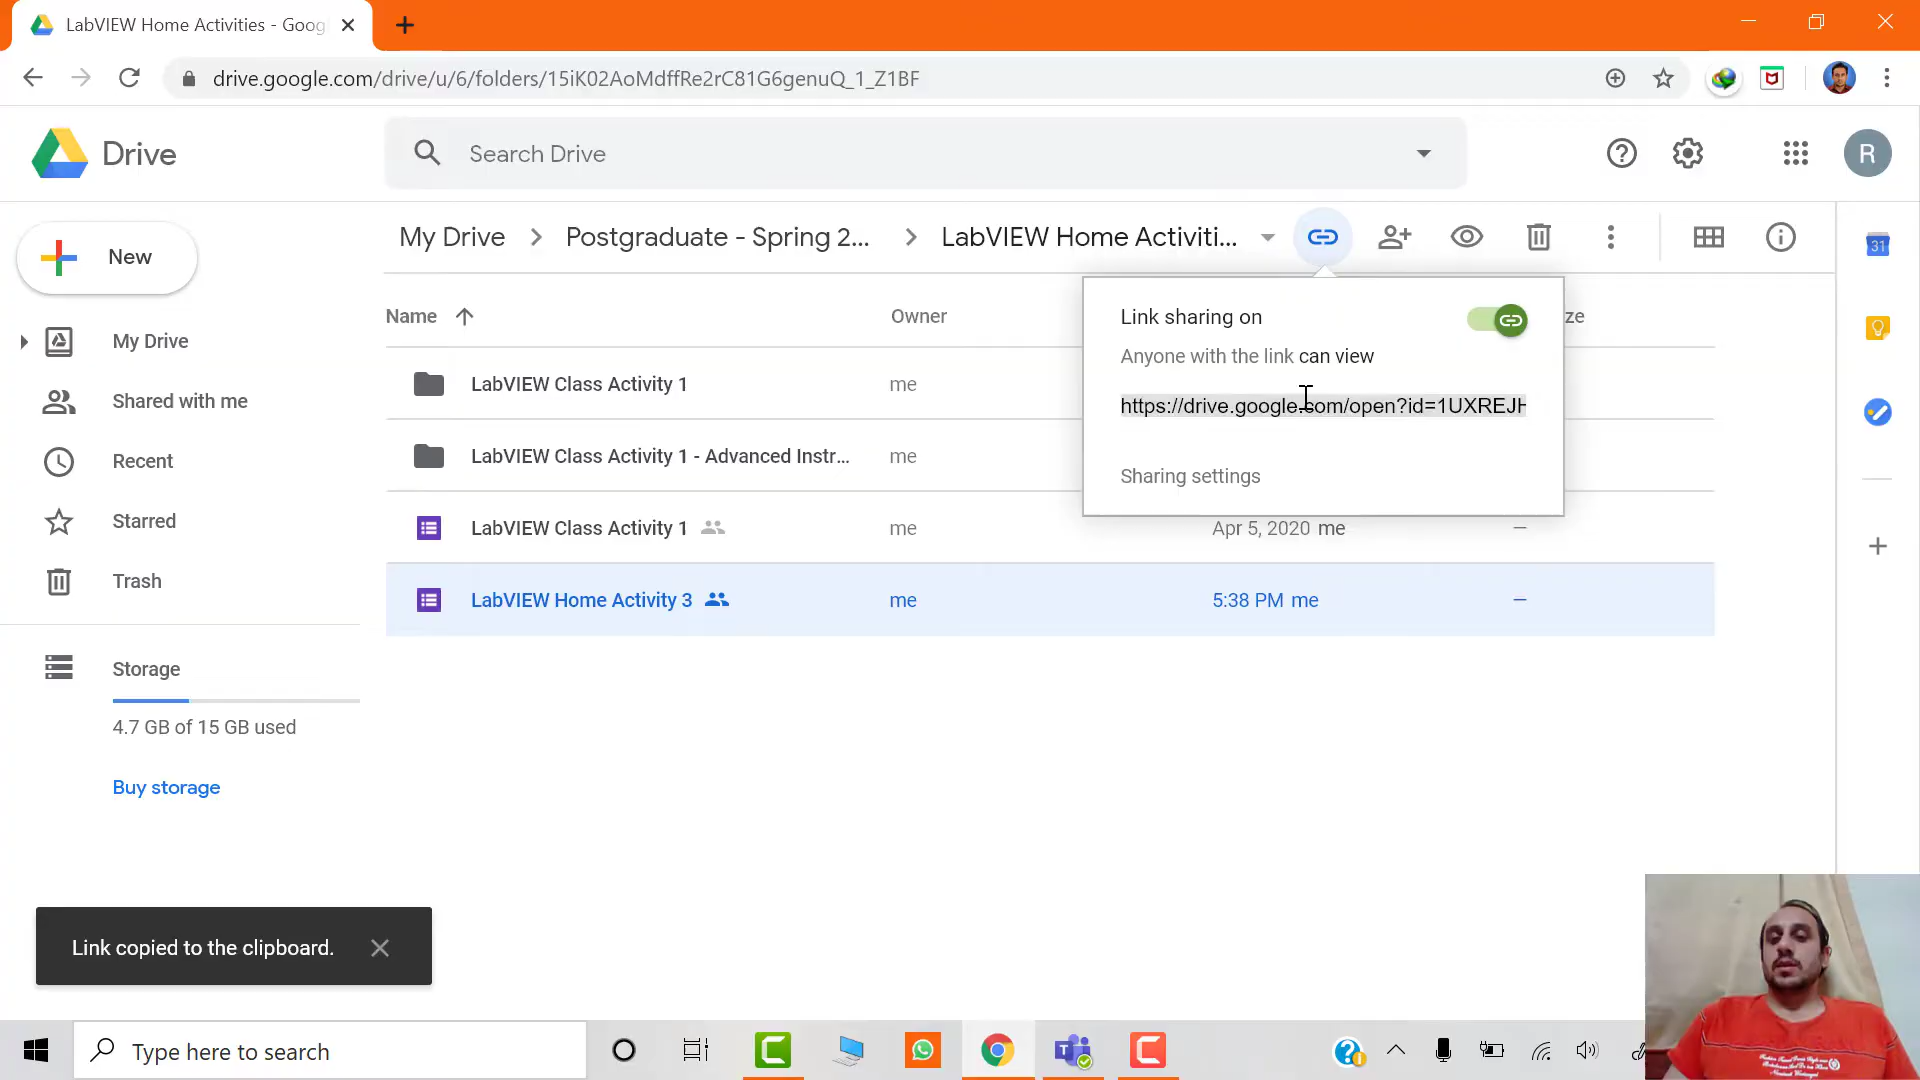 LabVIEW Home Activities - Goog
drive.google.com/drive/u/6/folders/15iK02AoMdffRe2rC81G6genuQ_1_Z1BF
Drive
Search Drive
R
New
My Drive
Postgraduate - Spring 2...
LabVIEW Home Activiti...
31
Link sharing on
Anyone with the link can view
https://drive.google.com/open?id=1UXREJH
Sharing settings
Name
Owner
ze
LabVIEW Class Activity 1
me
LabVIEW Class Activity 1 - Advanced Instr...
me
LabVIEW Class Activity 1
me
Apr 5, 2020 me
–
LabVIEW Home Activity 3
me
5:38 PM me
–
My Drive
Shared with me
Recent
Starred
Trash
Storage
4.7 GB of 15 GB used
Buy storage
Link copied to the clipboard.
Type here to search